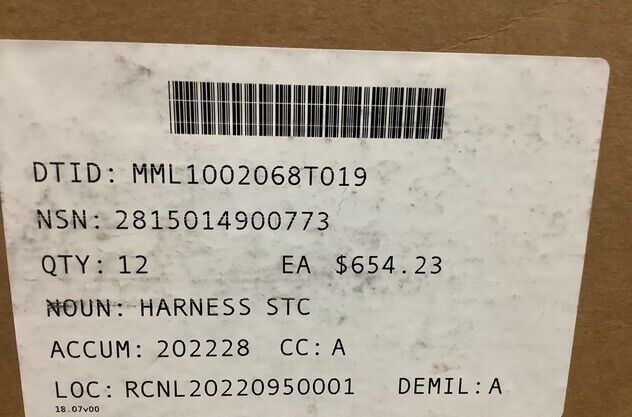 DTID: MML1002068T019
NSN: 2815014900773
QTY: 12 EA $654.23
NOUN: HARNESS STC
ACCUM: 202228 CC: A
LOC: RCNL20220950001 DEMIL: A
18.07v00